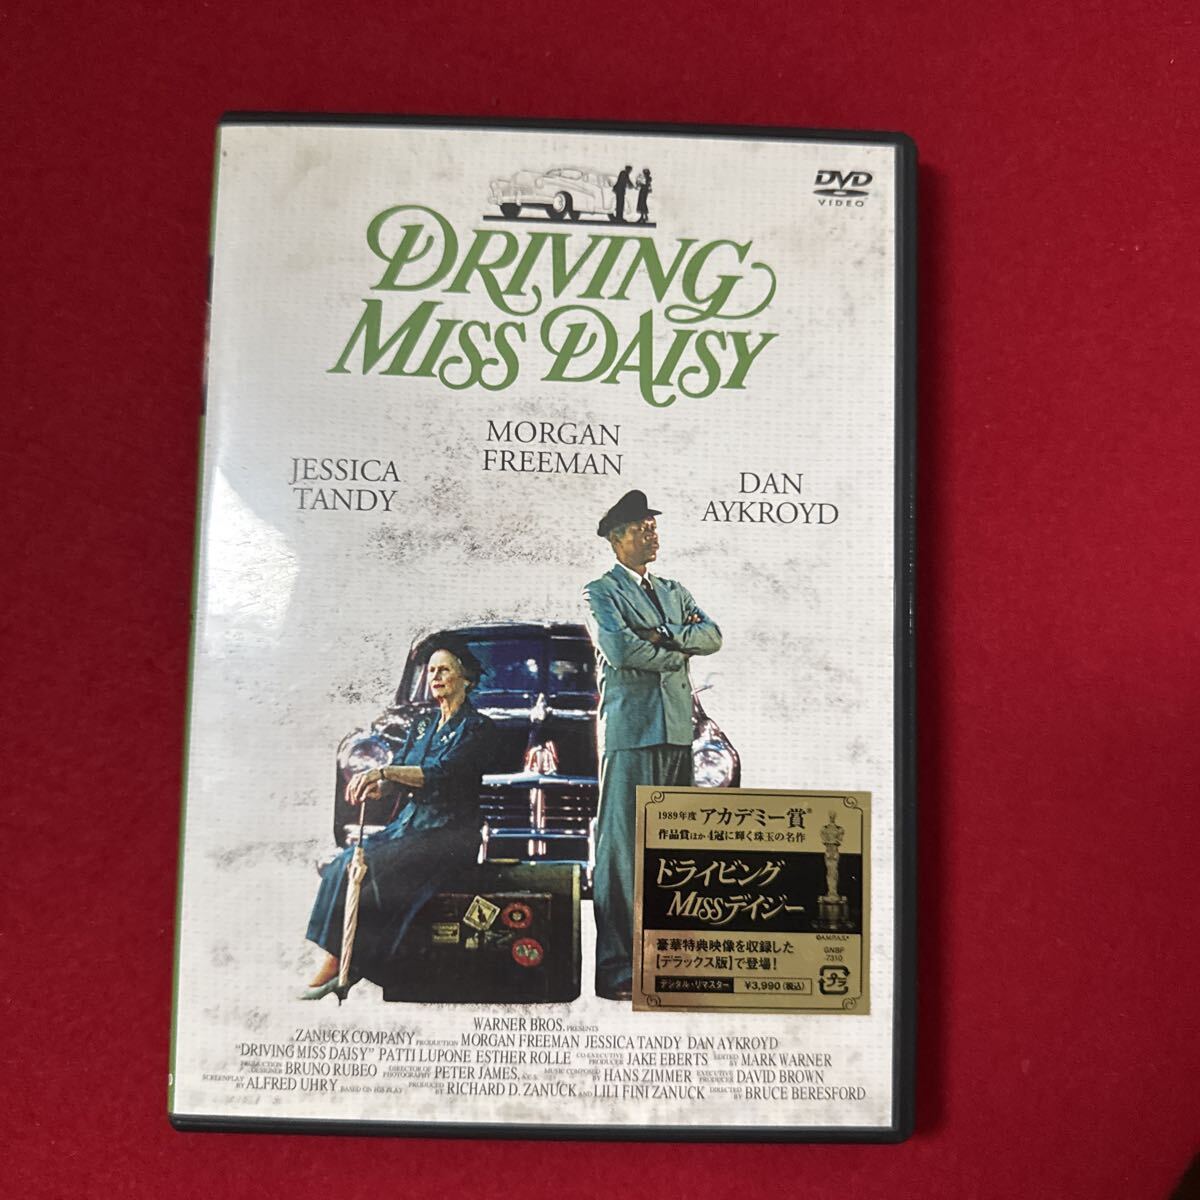 DVD
VIDEO
DRIVING
MISS DAISY
MORGAN
FREEMAN
JESSICA
TANDY
DAN
AYKROYD
1989年度 アカデミー賞®
作品賞ほか4冠に輝く珠玉の名作
ドライビング
MISSデイジー
©A.M.P.A.S.®
豪華特典映像を収録した
【デラックス版】で登場!
GNBF
-7310
デジタル・リマスター ¥3,990(税込)
プラ
WARNER BROS. PRESENTS
A ZANUCK COMPANY PRODUCTION MORGAN FREEMAN JESSICA TANDY DAN AYKROYD
"DRIVING MISS DAISY" PATTI LUPONE ESTHER ROLLE CO-EXECUTIVE PRODUCER JAKE EBERTS EDITED BY MARK WARNER
PRODUCTION DESIGNER BRUNO RUBEO DIRECTOR OF PHOTOGRAPHY PETER JAMES, A.C.S. MUSIC COMPOSED BY HANS ZIMMER EXECUTIVE PRODUCER DAVID BROWN
SCREENPLAY BY ALFRED UHRY BASED ON HIS PLAY PRODUCED BY RICHARD D. ZANUCK AND LILI FINI ZANUCK DIRECTED BY BRUCE BERESFORD